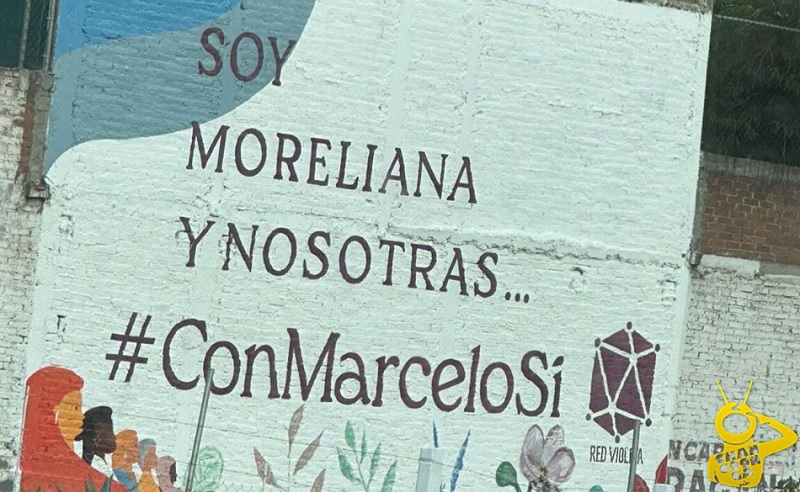 SOY
MORELIANA
Y NOSOTRAS...
#ConMarceloSí
RED VIOLETA